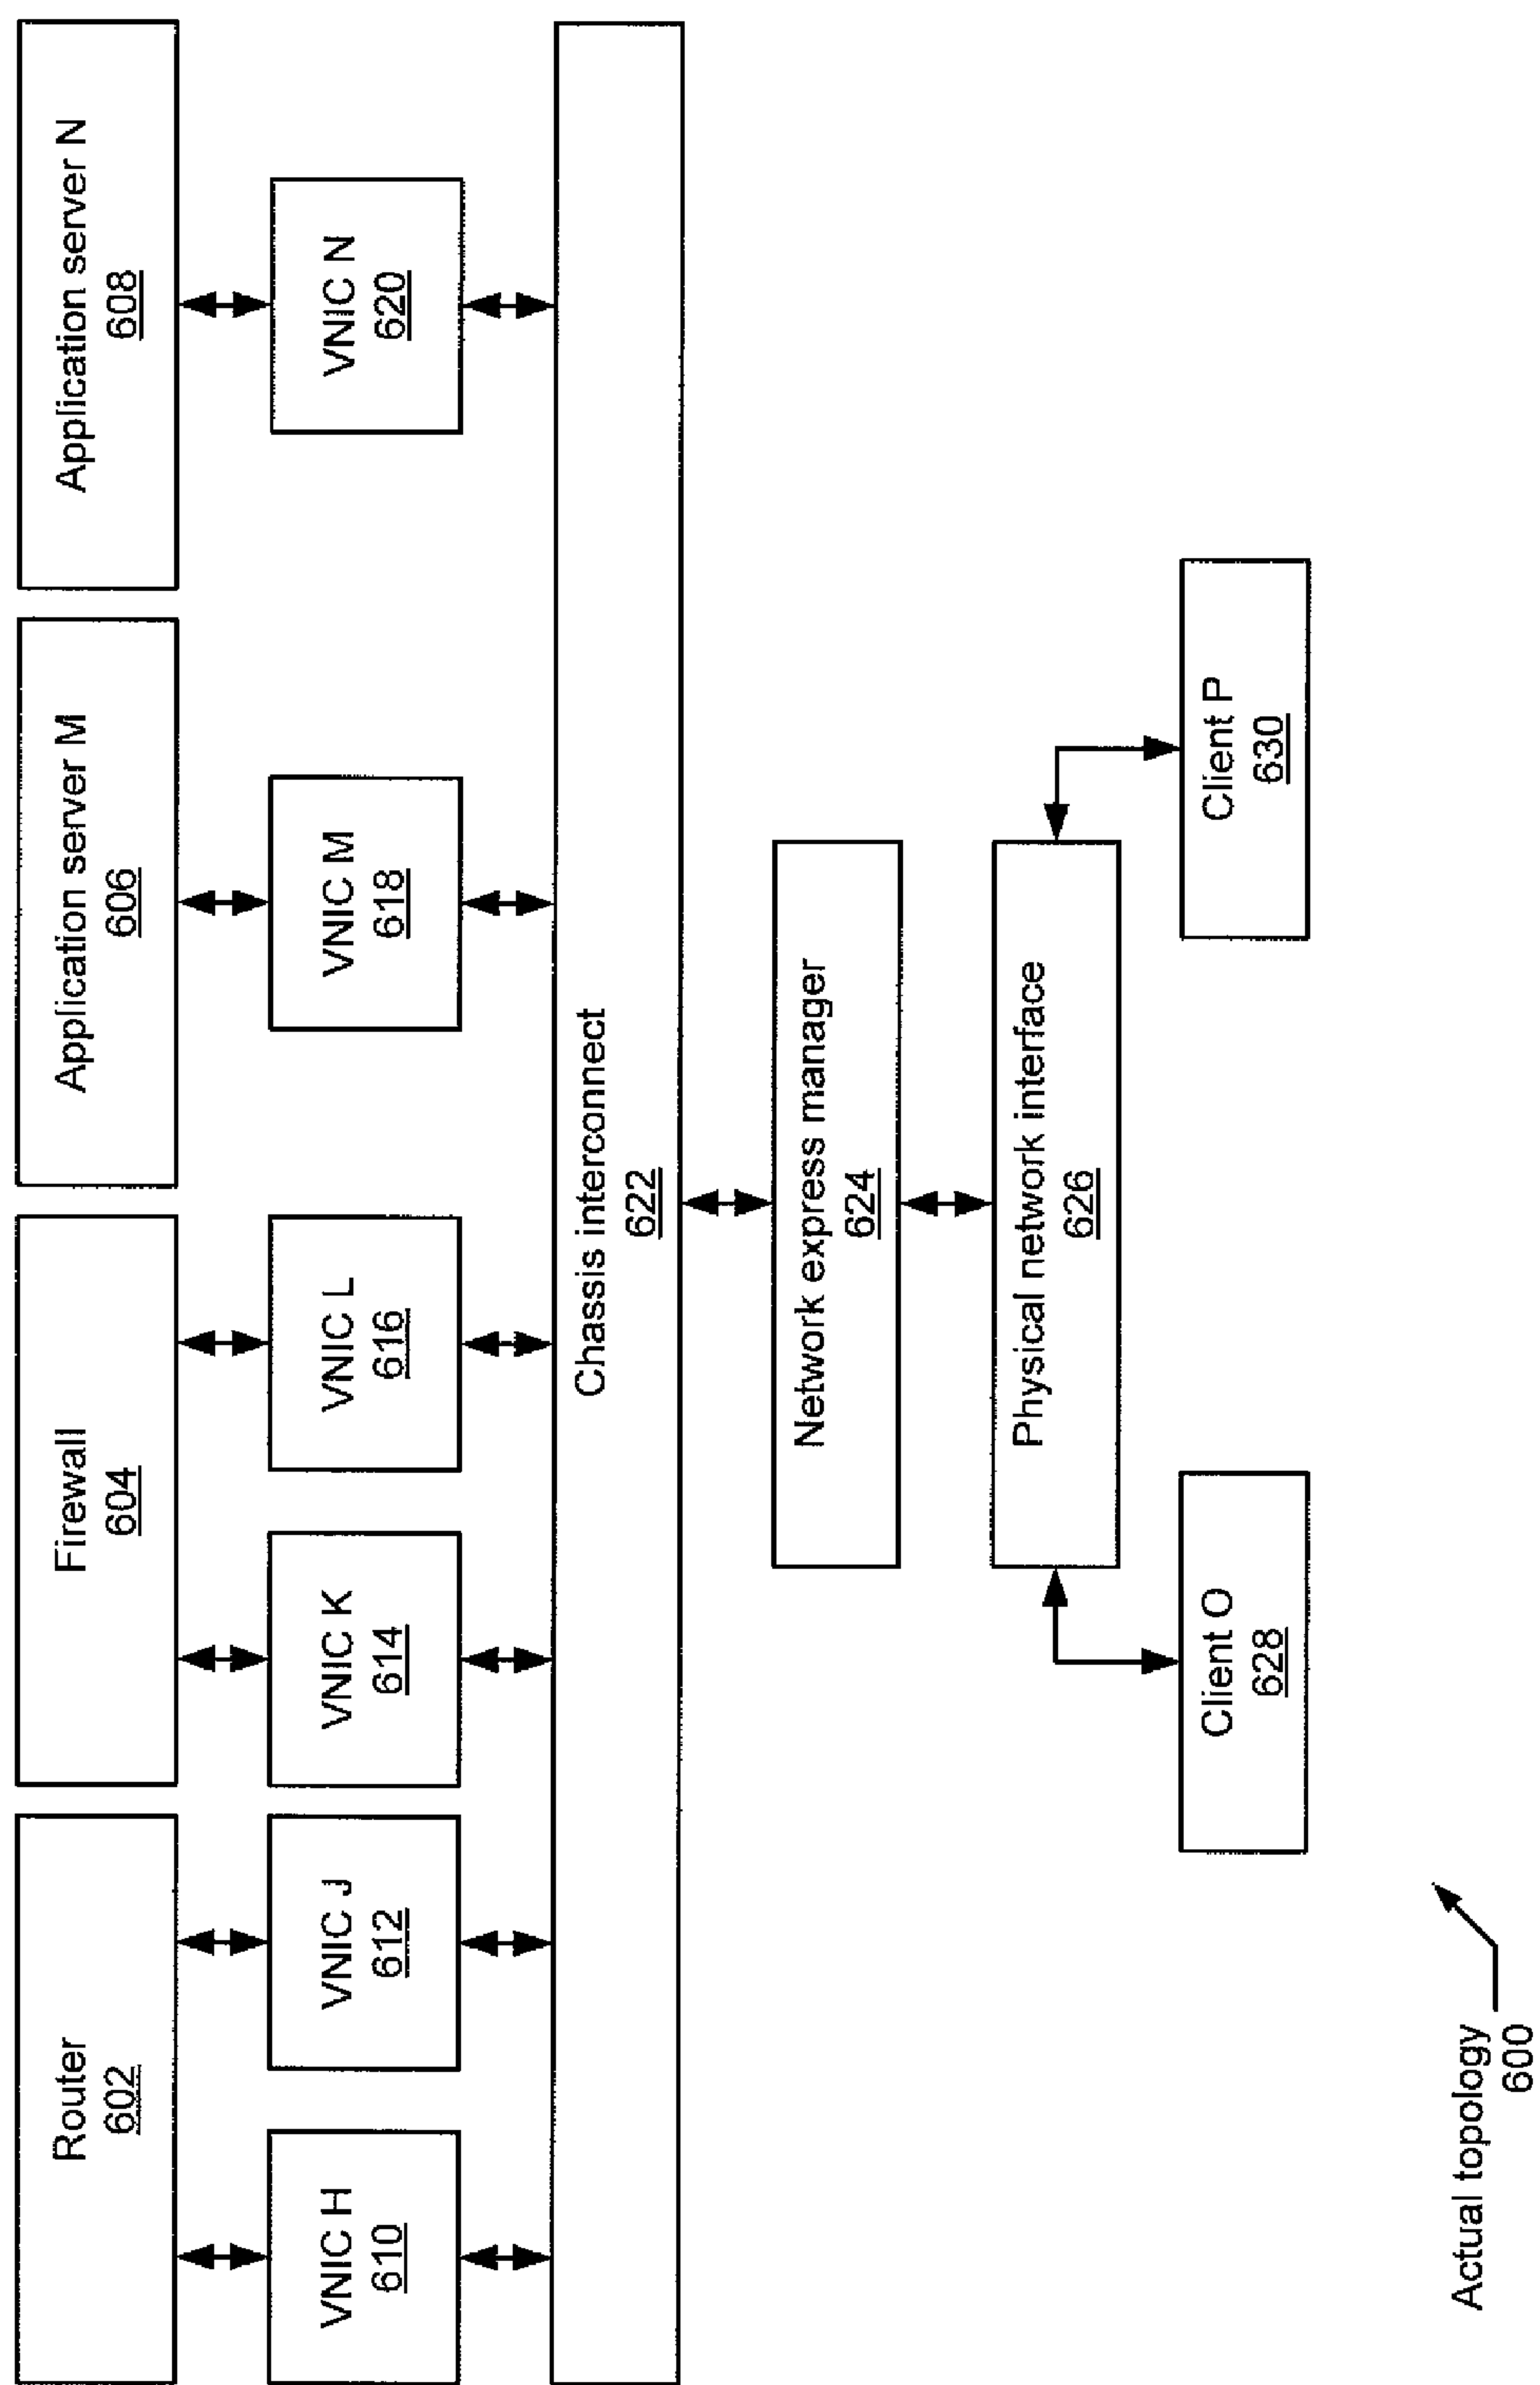 Router
602
Firewall
604
Application server M
606
Application server N
608
VNIC H
610
VNIC J
612
VNIC K
614
VNIC L
616
VNIC M
618
VNIC N
620
Chassis interconnect
622
Network express manager
624
Physical network interface
626
Client O
628
Client P
630
Actual topology
600